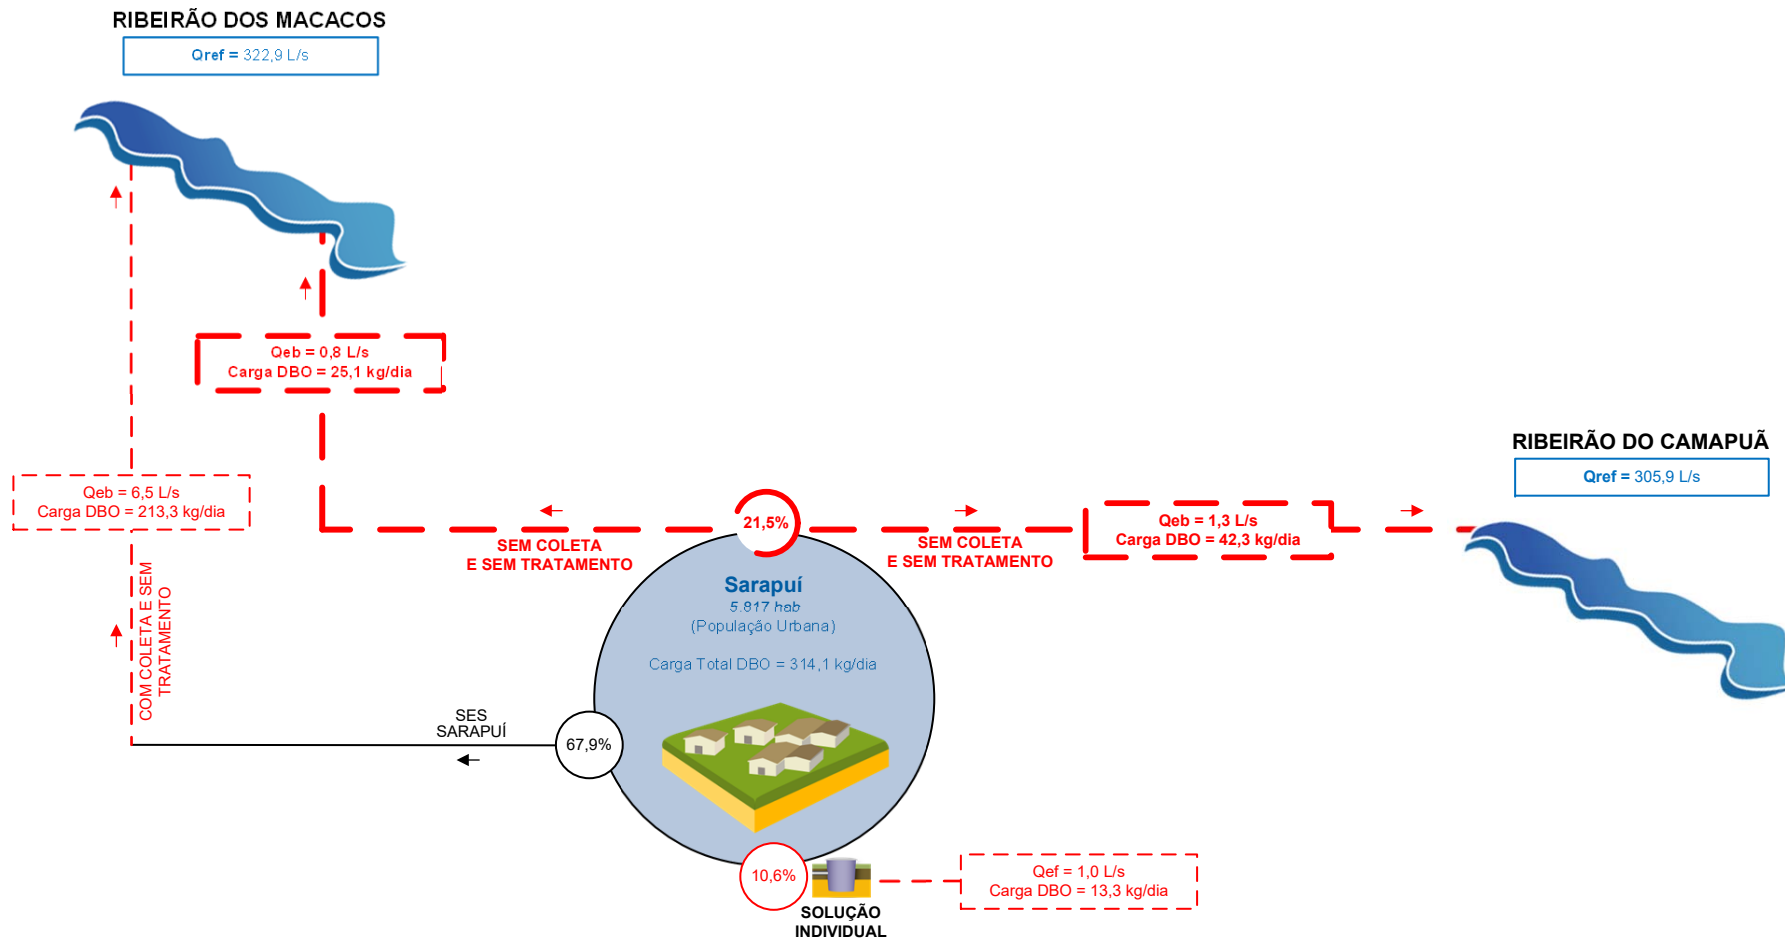 RIBEIRÃO DOS MACACOS
Qref = 322,9 L/s
Qeb = 0,8 L/s
Carga DBO = 25,1 kg/dia
RIBEIRÃO DO CAMAPUÃ
Qref = 305,9 L/s
Qeb = 6,5 L/s
Carga DBO = 213,3 kg/dia
21,5%
Qeb = 1,3 L/s
Carga DBO = 42,3 kg/dia
SEM COLETA
E SEM TRATAMENTO
SEM COLETA
E SEM TRATAMENTO
COM COLETA E SEM
TRATAMENTO
Sarapuí
5.817 hab
(População Urbana)
Carga Total DBO = 314,1 kg/dia
SES
SARAPUÍ
67,9%
10,6%
SOLUÇÃO
INDIVIDUAL
Qef = 1,0 L/s
Carga DBO = 13,3 kg/dia